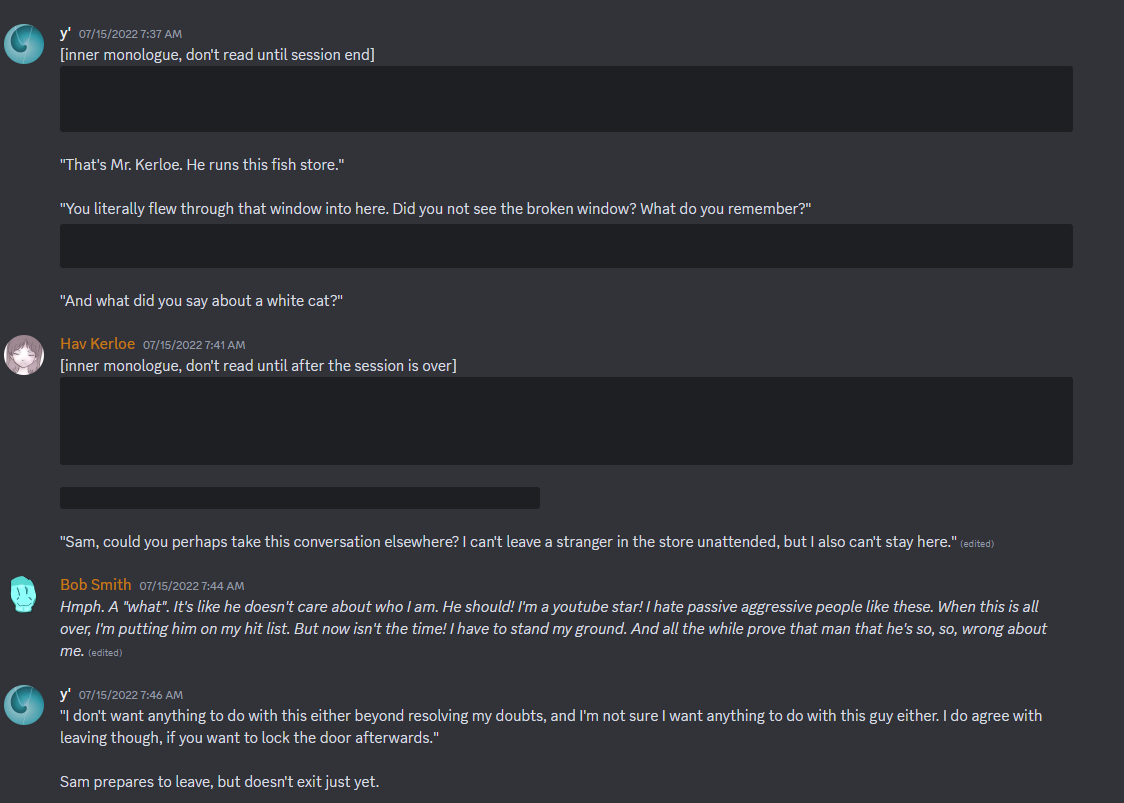 y' 07/15/2022 7:37 AM
[inner monologue, don't read until session end]
"That's Mr. Kerloe. He runs this fish store."
"You literally flew through that window into here. Did you not see the broken window? What do you remember?"
"And what did you say about a white cat?"
Hav Kerloe 07/15/2022 7:41 AM
[inner monologue, don't read until after the session is over]
"Sam, could you perhaps take this conversation elsewhere? I can't leave a stranger in the store unattended, but I also can't stay here." (edited)
Bob Smith 07/15/2022 7:44 AM
Hmph. A "what". It's like he doesn't care about who I am. He should! I'm a youtube star! I hate passive aggressive people like these. When this is all
over, I'm putting him on my hit list. But now isn't the time! I have to stand my ground. And all the while prove that man that he's so, so, wrong about
me. (edited)
y' 07/15/2022 7:46 AM
"I don't want anything to do with this either beyond resolving my doubts, and I'm not sure I want anything to do with this guy either. I do agree with
leaving though, if you want to lock the door afterwards."
Sam prepares to leave, but doesn't exit just yet.